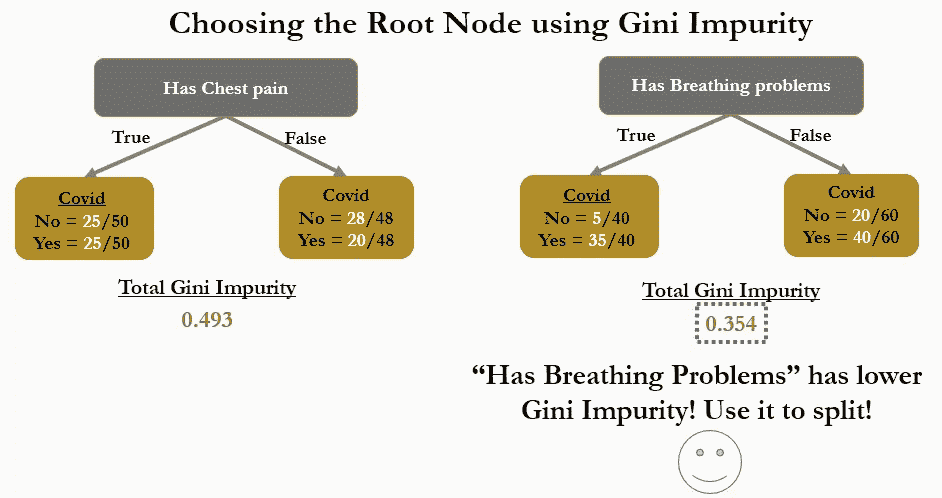 Choosing the Root Node using Gini Impurity
Has Chest pain
True
False
Covid
No = 25/50
Yes = 25/50
Covid
No = 28/48
Yes = 20/48
Total Gini Impurity
0.493
Has Breathing problems
True
False
Covid
No = 5/40
Yes = 35/40
Covid
No = 20/60
Yes = 40/60
Total Gini Impurity
0.354
“Has Breathing Problems” has lower
Gini Impurity! Use it to split!